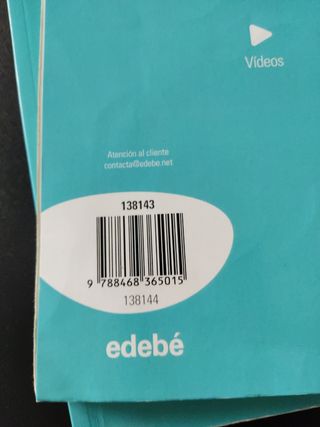 Vídeos
Atención al cliente
contacta@edebe.net
138143
9 788468 365015
138144
edebé